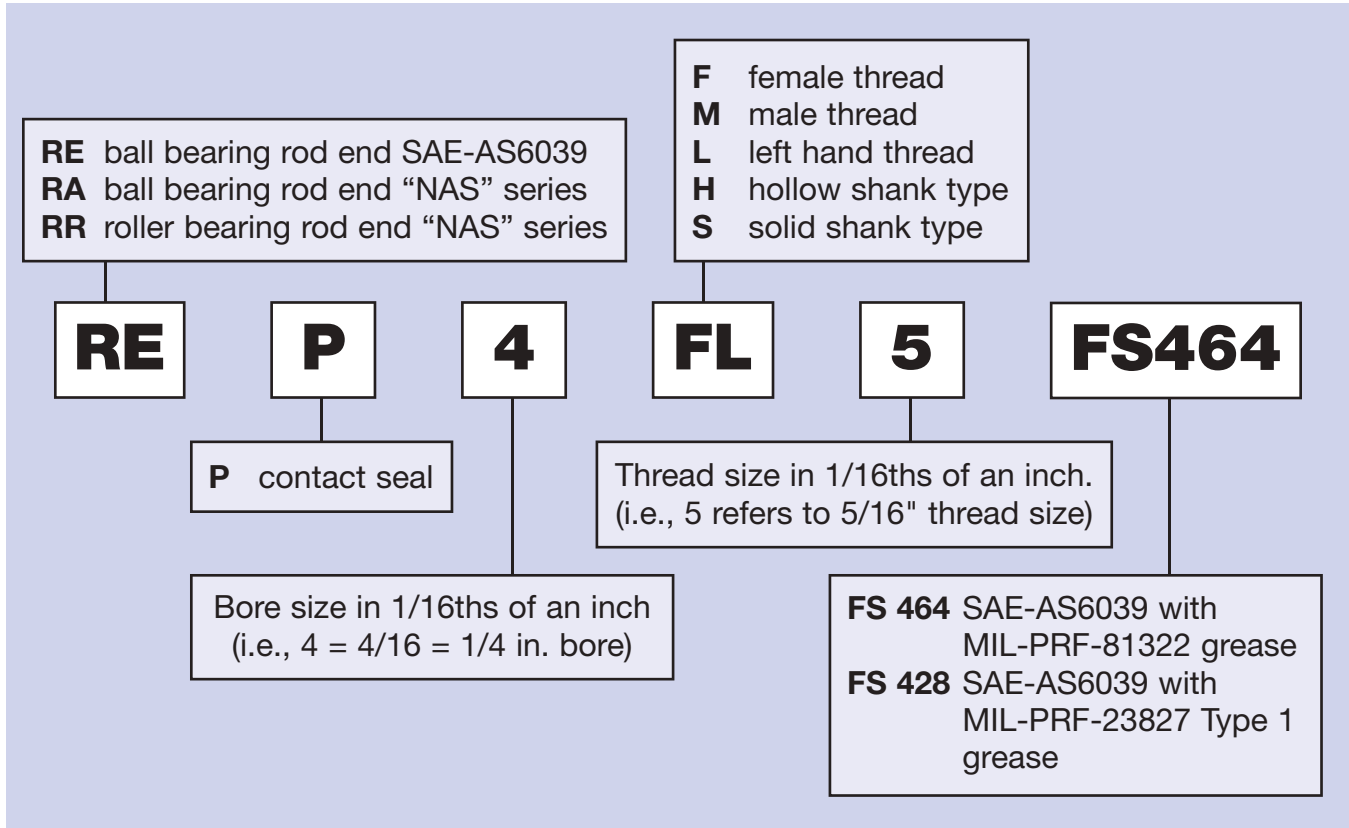 F female thread
M male thread
L left hand thread
H hollow shank type
S solid shank type
RE ball bearing rod end SAE-AS6039
RA ball bearing rod end “NAS” series
RR roller bearing rod end “NAS” series
RE P 4 FL 5 FS464
P contact seal
Thread size in 1/16ths of an inch.
(i.e., 5 refers to 5/16" thread size)
Bore size in 1/16ths of an inch
(i.e., 4 = 4/16 = 1/4 in. bore)
FS 464 SAE-AS6039 with
MIL-PRF-81322 grease
FS 428 SAE-AS6039 with
MIL-PRF-23827 Type 1
grease